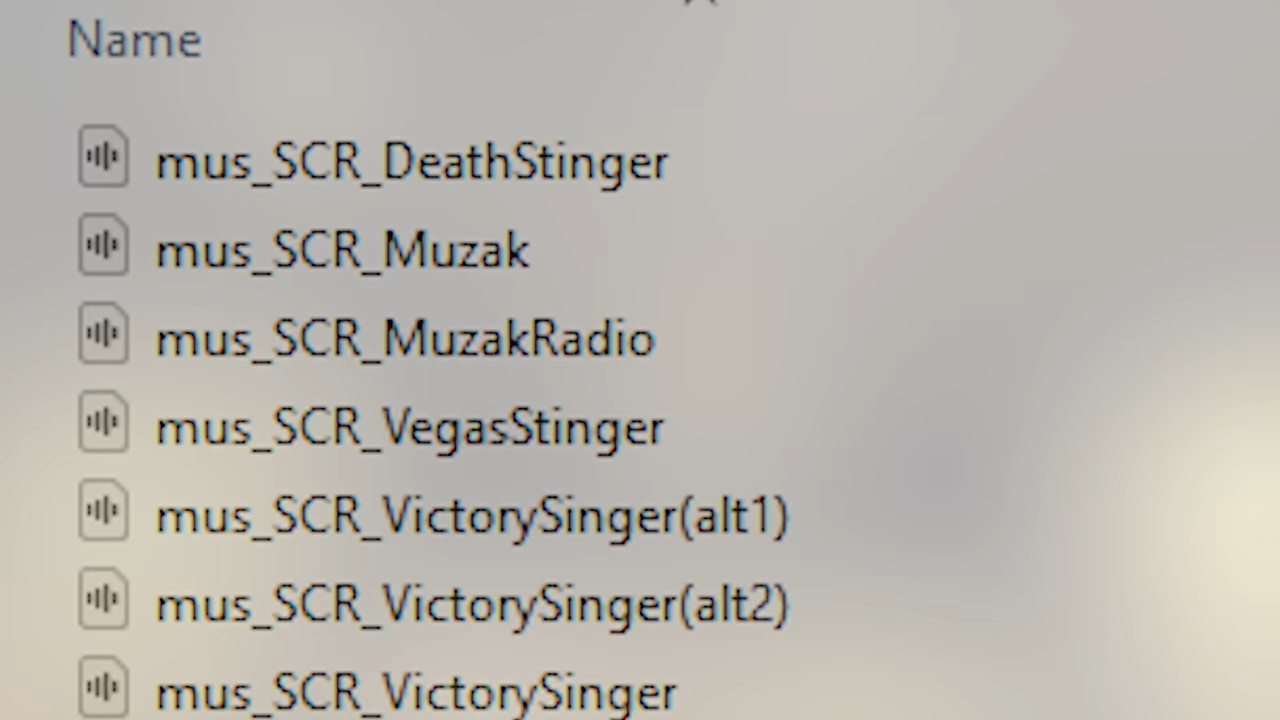 Name
mus_SCR_DeathStinger
mus_SCR_Muzak
mus_SCR_MuzakRadio
mus_SCR_VegasStinger
mus_SCR_VictorySinger(alt1)
mus_SCR_VictorySinger(alt2)
mus_SCR_VictorySinger